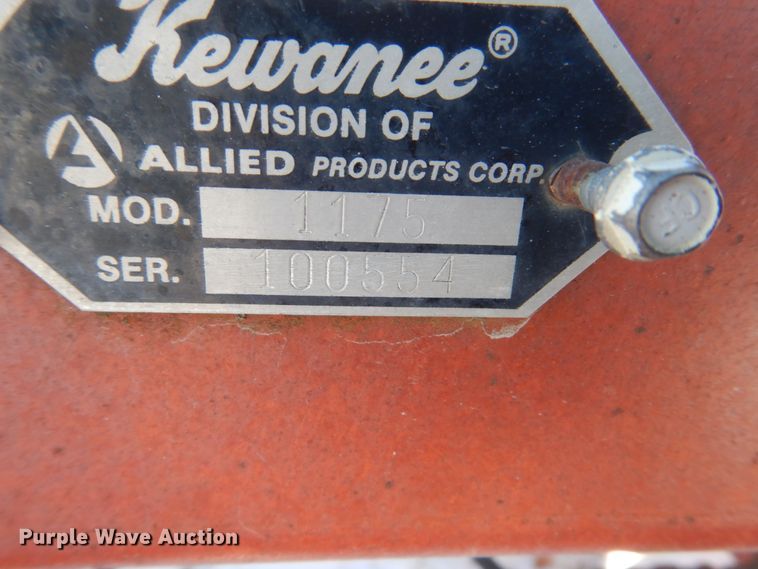 Kewanee®
DIVISION OF
ALLIED PRODUCTS CORP.
MOD. 1175
SER. 100554
Purple Wave Auction